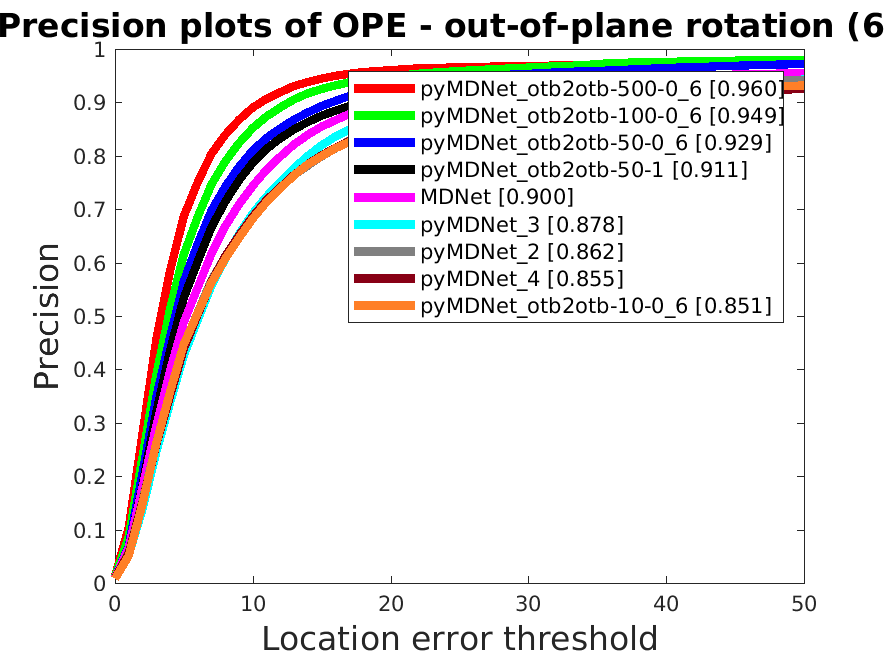 Precision plots of OPE - out-of-plane rotation (6
1
0.9
0.8
0.7
0.6
0.5
0.4
0.3
0.2
0.1
0
Precision
pyMDNet_otb2otb-500-0_6 [0.960]
pyMDNet_otb2otb-100-0_6 [0.949]
pyMDNet_otb2otb-50-0_6 [0.929]
pyMDNet_otb2otb-50-1 [0.911]
MDNet [0.900]
pyMDNet_3 [0.878]
pyMDNet_2 [0.862]
pyMDNet_4 [0.855]
pyMDNet_otb2otb-10-0_6 [0.851]
0 10 20 30 40 50
Location error threshold